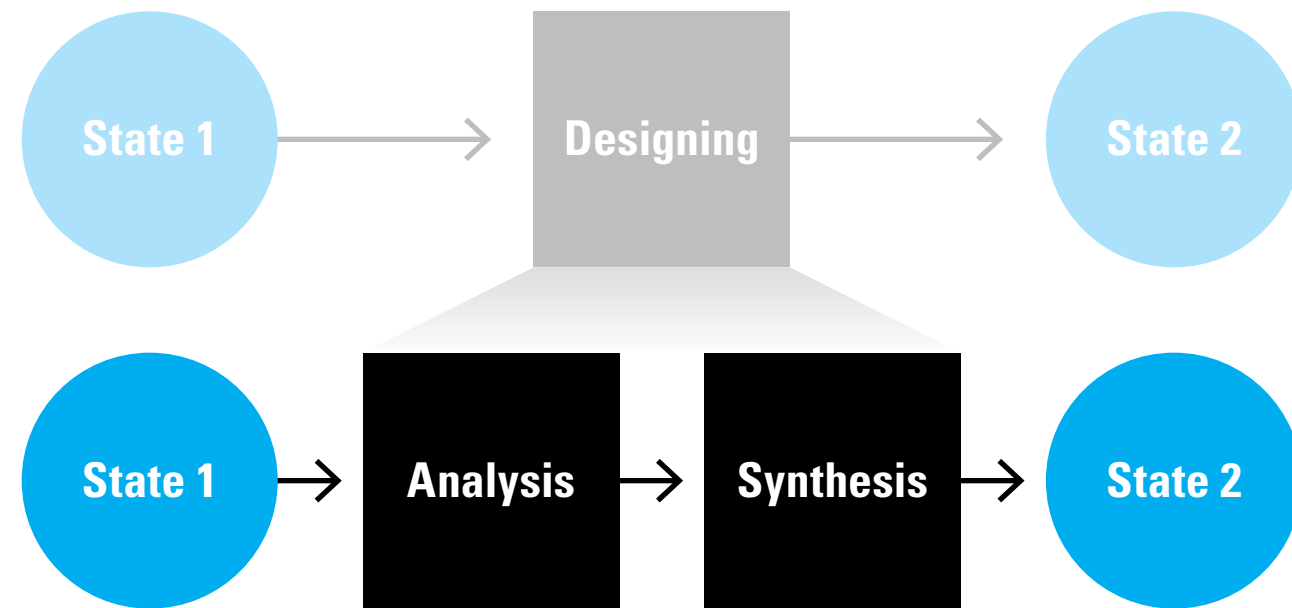 State 1
Designing
State 2
State 1
Analysis
Synthesis
State 2